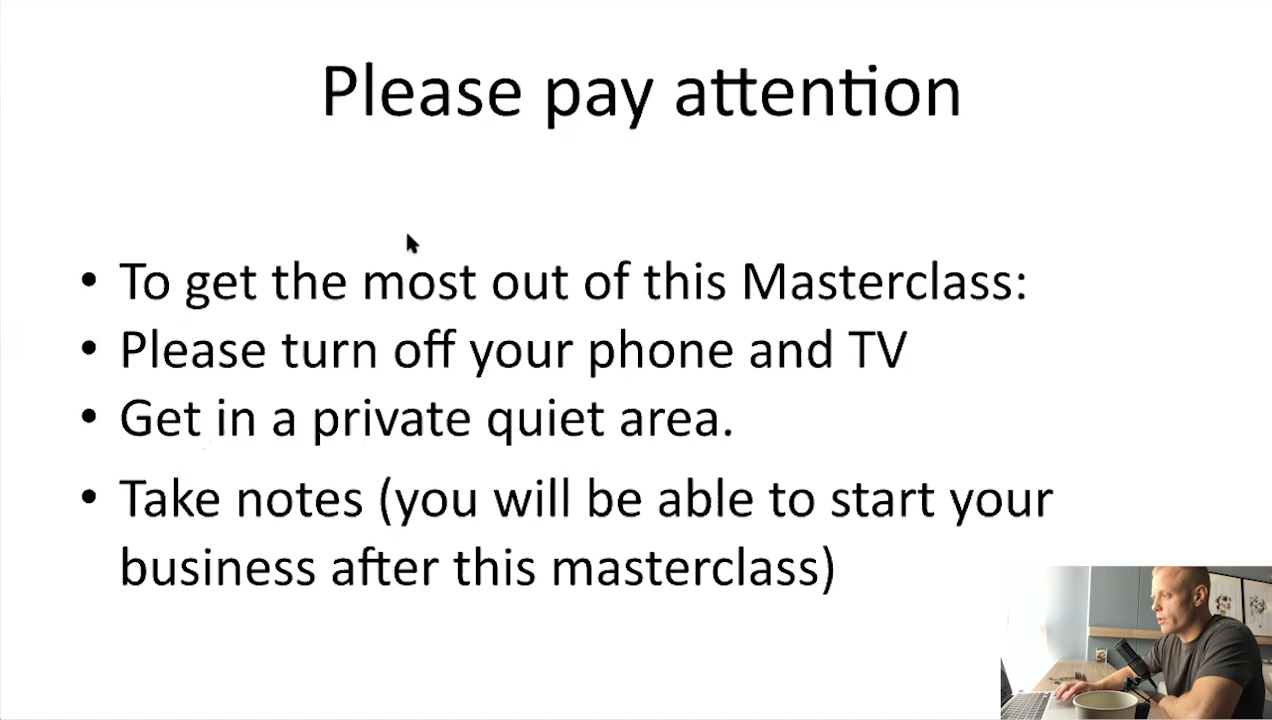 Please pay attention
• To get the most out of this Masterclass:
• Please turn off your phone and TV
• Get in a private quiet area.
• Take notes (you will be able to start your
business after this masterclass)